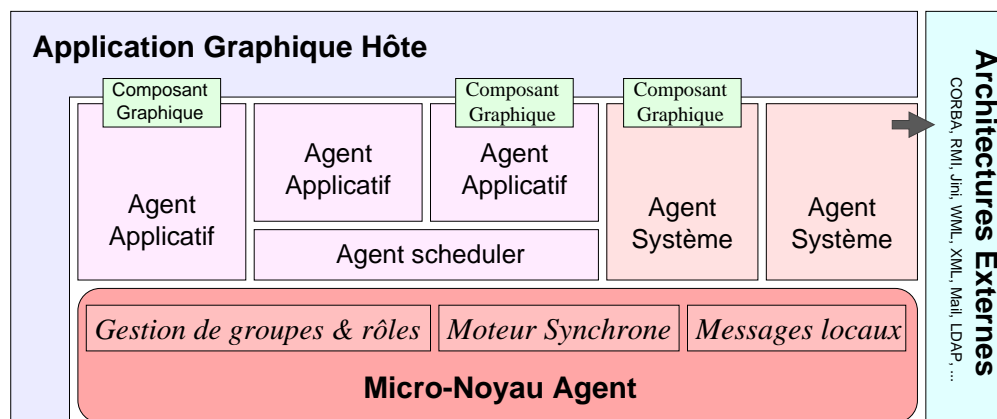 Application Graphique Hôte
Composant
Graphique
Composant
Graphique
Composant
Graphique
Agent
Applicatif
Agent
Applicatif
Agent
Applicatif
Agent scheduler
Agent
Système
Agent
Système
Gestion de groupes & rôles
Moteur Synchrone
Messages locaux
Micro-Noyau Agent
Architectures Externes
CORBA, RMI, Jini, WML, XML, Mail, LDAP, ...